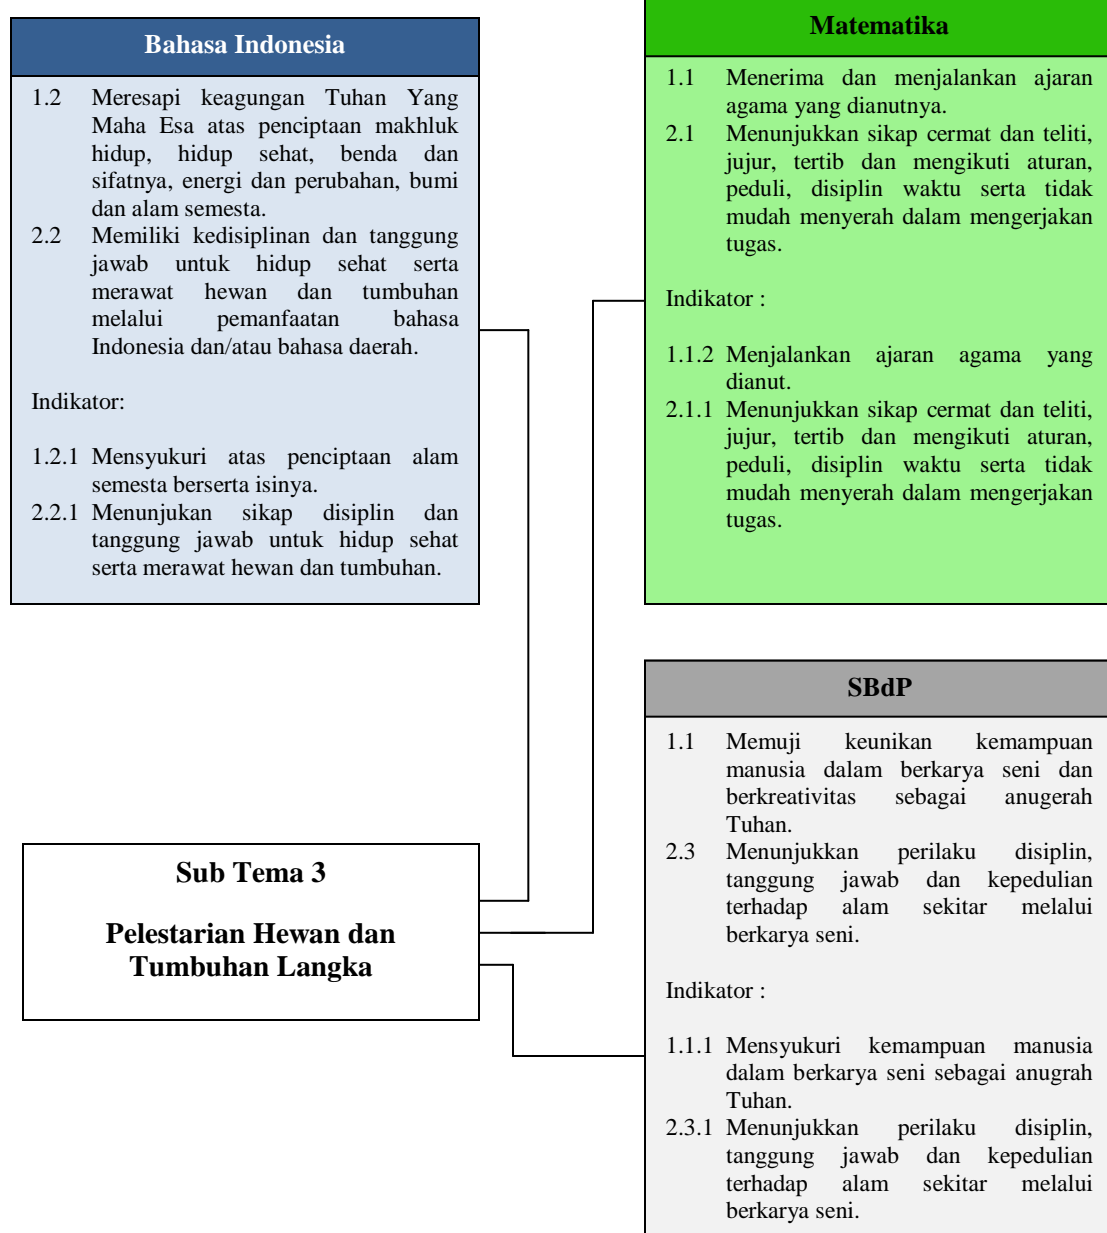 Bahasa Indonesia
1.2 Meresapi keagungan Tuhan Yang
Maha Esa atas penciptaan makhluk
hidup, hidup sehat, benda dan
sifatnya, energi dan perubahan, bumi
dan alam semesta.
2.2 Memiliki kedisiplinan dan tanggung
jawab untuk hidup sehat serta
merawat hewan dan tumbuhan
melalui pemanfaatan bahasa
Indonesia dan/atau bahasa daerah.
Indikator:
1.2.1 Mensyukuri atas penciptaan alam
semesta berserta isinya.
2.2.1 Menunjukan sikap disiplin dan
tanggung jawab untuk hidup sehat
serta merawat hewan dan tumbuhan.
Matematika
1.1 Menerima dan menjalankan ajaran
agama yang dianutnya.
2.1 Menunjukkan sikap cermat dan teliti,
jujur, tertib dan mengikuti aturan,
peduli, disiplin waktu serta tidak
mudah menyerah dalam mengerjakan
tugas.
Indikator :
1.1.2 Menjalankan ajaran agama yang
dianut.
2.1.1 Menunjukkan sikap cermat dan teliti,
jujur, tertib dan mengikuti aturan,
peduli, disiplin waktu serta tidak
mudah menyerah dalam mengerjakan
tugas.
Sub Tema 3
Pelestarian Hewan dan
Tumbuhan Langka
SBdP
1.1 Memuji keunikan kemampuan
manusia dalam berkarya seni dan
berkreativitas sebagai anugerah
Tuhan.
2.3 Menunjukkan perilaku disiplin,
tanggung jawab dan kepedulian
terhadap alam sekitar melalui
berkarya seni.
Indikator :
1.1.1 Mensyukuri kemampuan manusia
dalam berkarya seni sebagai anugrah
Tuhan.
2.3.1 Menunjukkan perilaku disiplin,
tanggung jawab dan kepedulian
terhadap alam sekitar melalui
berkarya seni.